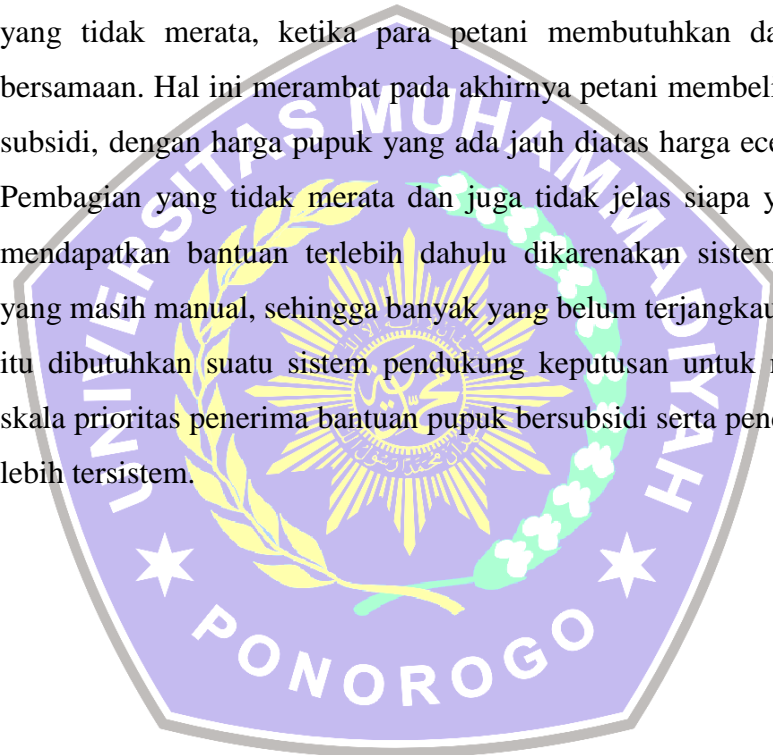 yang tidak merata, ketika para petani membutuhkan da
bersamaan. Hal ini merambat pada akhirnya petani membeli
subsidi, dengan harga pupuk yang ada jauh diatas harga ece
Pembagian yang tidak merata dan juga tidak jelas siapa y
mendapatkan bantuan terlebih dahulu dikarenakan sistem
yang masih manual, sehingga banyak yang belum terjangkau
itu dibutuhkan suatu sistem pendukung keputusan untuk
skala prioritas penerima bantuan pupuk bersubsidi serta pen
lebih tersistem.
UNIVERSITAS MUHAMMADIYAH
PONOROGO